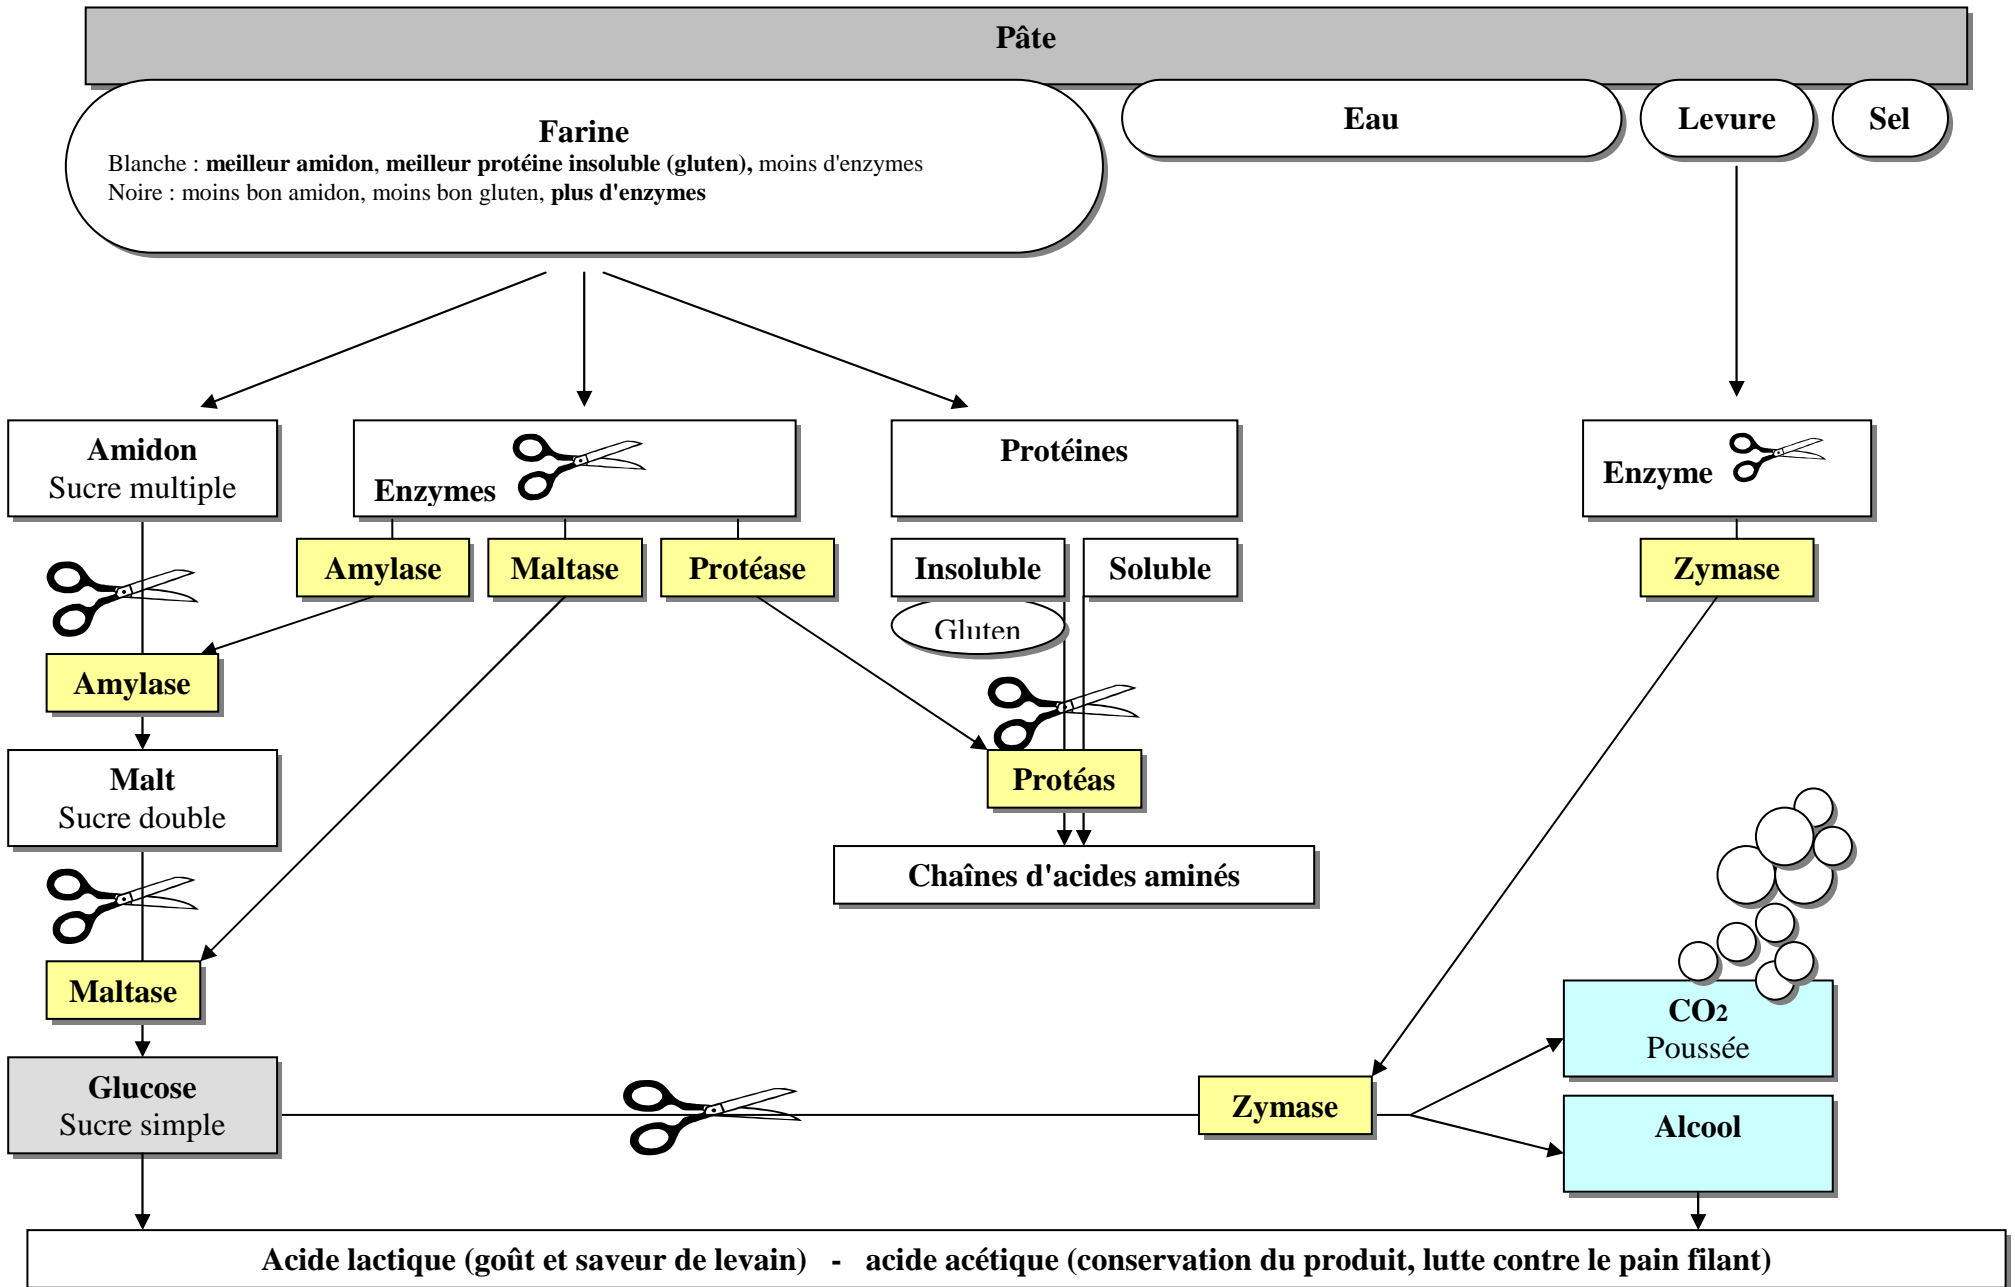 Pâte
Farine
Blanche : meilleur amidon, meilleur protéine insoluble (gluten), moins d'enzymes
Noire : moins bon amidon, moins bon gluten, plus d'enzymes
Eau
Levure
Sel
Amidon
Sucre multiple
Enzymes
Protéines
Enzyme
Amylase
Maltase
Protéase
Insoluble
Soluble
Zymase
Gluten
Amylase
Malt
Sucre double
Protéas
Chaînes d'acides aminés
Maltase
CO2
Poussée
Glucose
Sucre simple
Zymase
Alcool
Acide lactique (goût et saveur de levain) - acide acétique (conservation du produit, lutte contre le pain filant)